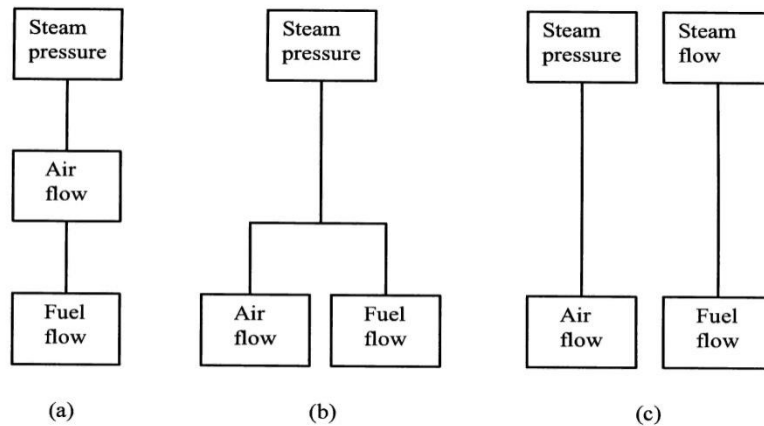 Steam
pressure
Air
flow
Fuel
flow
(a)
Steam
pressure
Air
flow
Fuel
flow
(b)
Steam
pressure
Steam
flow
Air
flow
Fuel
flow
(c)